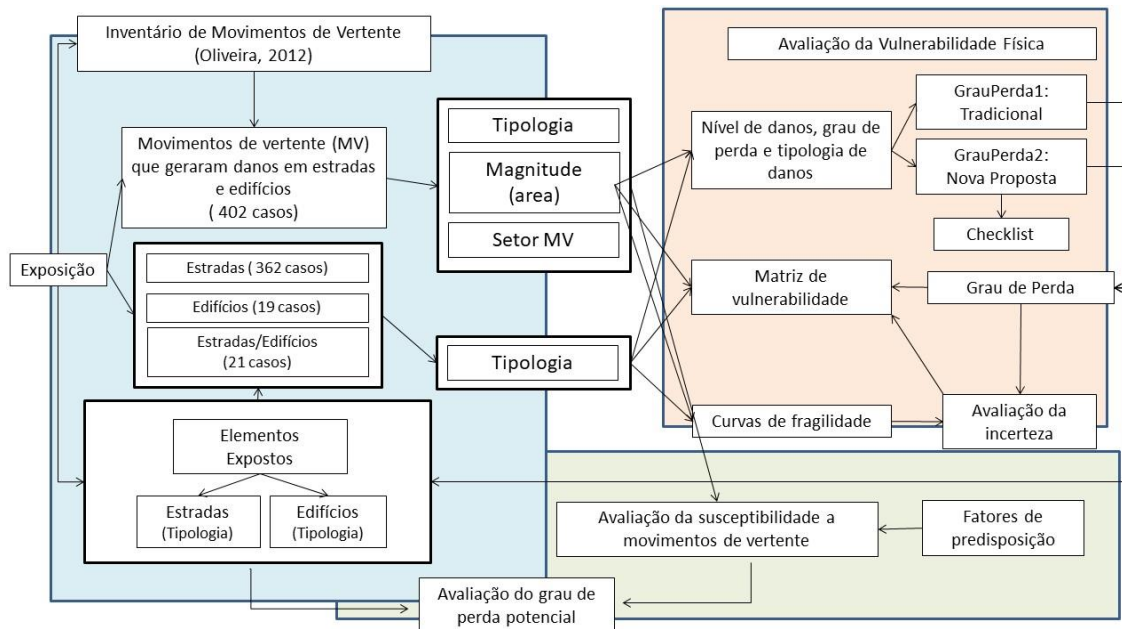 Inventário de Movimentos de Vertente
(Oliveira, 2012)
Movimentos de vertente (MV)
que geraram danos em estradas
e edifícios
( 402 casos)
Exposição
Estradas ( 362 casos)
Edifícios (19 casos)
Estradas/Edifícios
(21 casos)
Elementos
Expostos
Estradas
(Tipologia)
Edifícios
(Tipologia)
Tipologia
Magnitude
(area)
Setor MV
Tipologia
Avaliação da Vulnerabilidade Física
Nível de danos, grau de
perda e tipologia de
danos
GrauPerda1:
Tradicional
GrauPerda2:
Nova Proposta
Checklist
Matriz de
vulnerabilidade
Grau de Perda
Curvas de fragilidade
Avaliação da
incerteza
Avaliação da susceptibilidade a
movimentos de vertente
Fatores de
predisposição
Avaliação do grau de
perda potencial